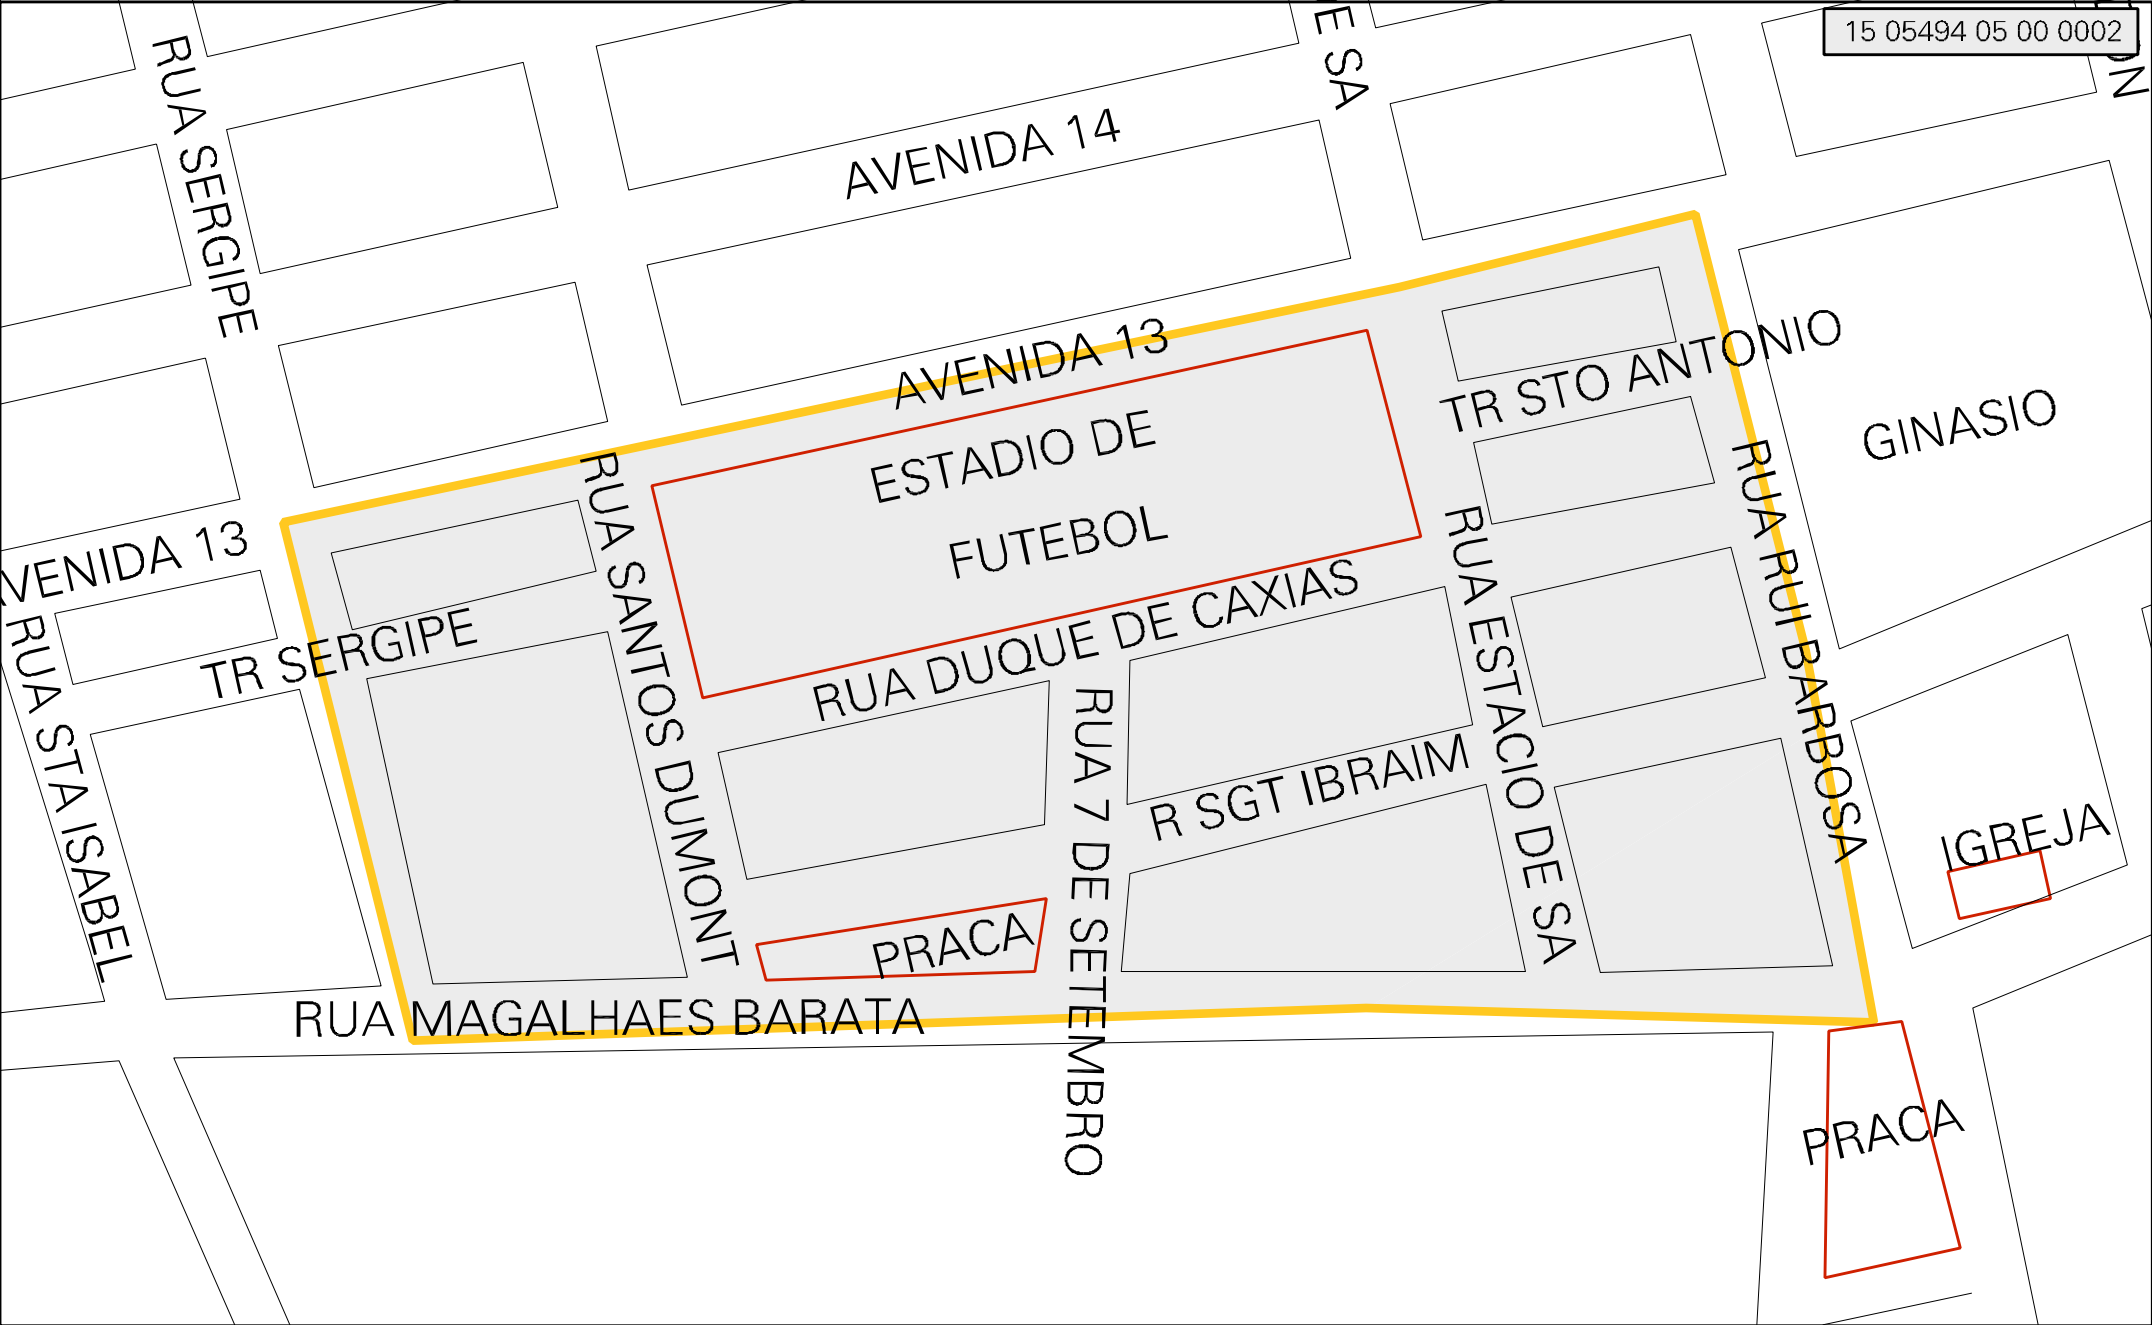 15 05494 05 00 0002
E SA
RUA SERGIPE
AVENIDA 14
AVENIDA 13
TR STO ANTONIO
GINASIO
ESTADIO DE
FUTEBOL
AVENIDA 13
RUA SANTOS DUMONT
RUA DUQUE DE CAXIAS
RUA ESTACIO DE SA
RUA RUI BARBOSA
TR SERGIPE
RUA STA ISABEL
RUA 7 DE SETEMBRO
R SGT IBRAIM
IGREJA
PRACA
RUA MAGALHAES BARATA
PRACA